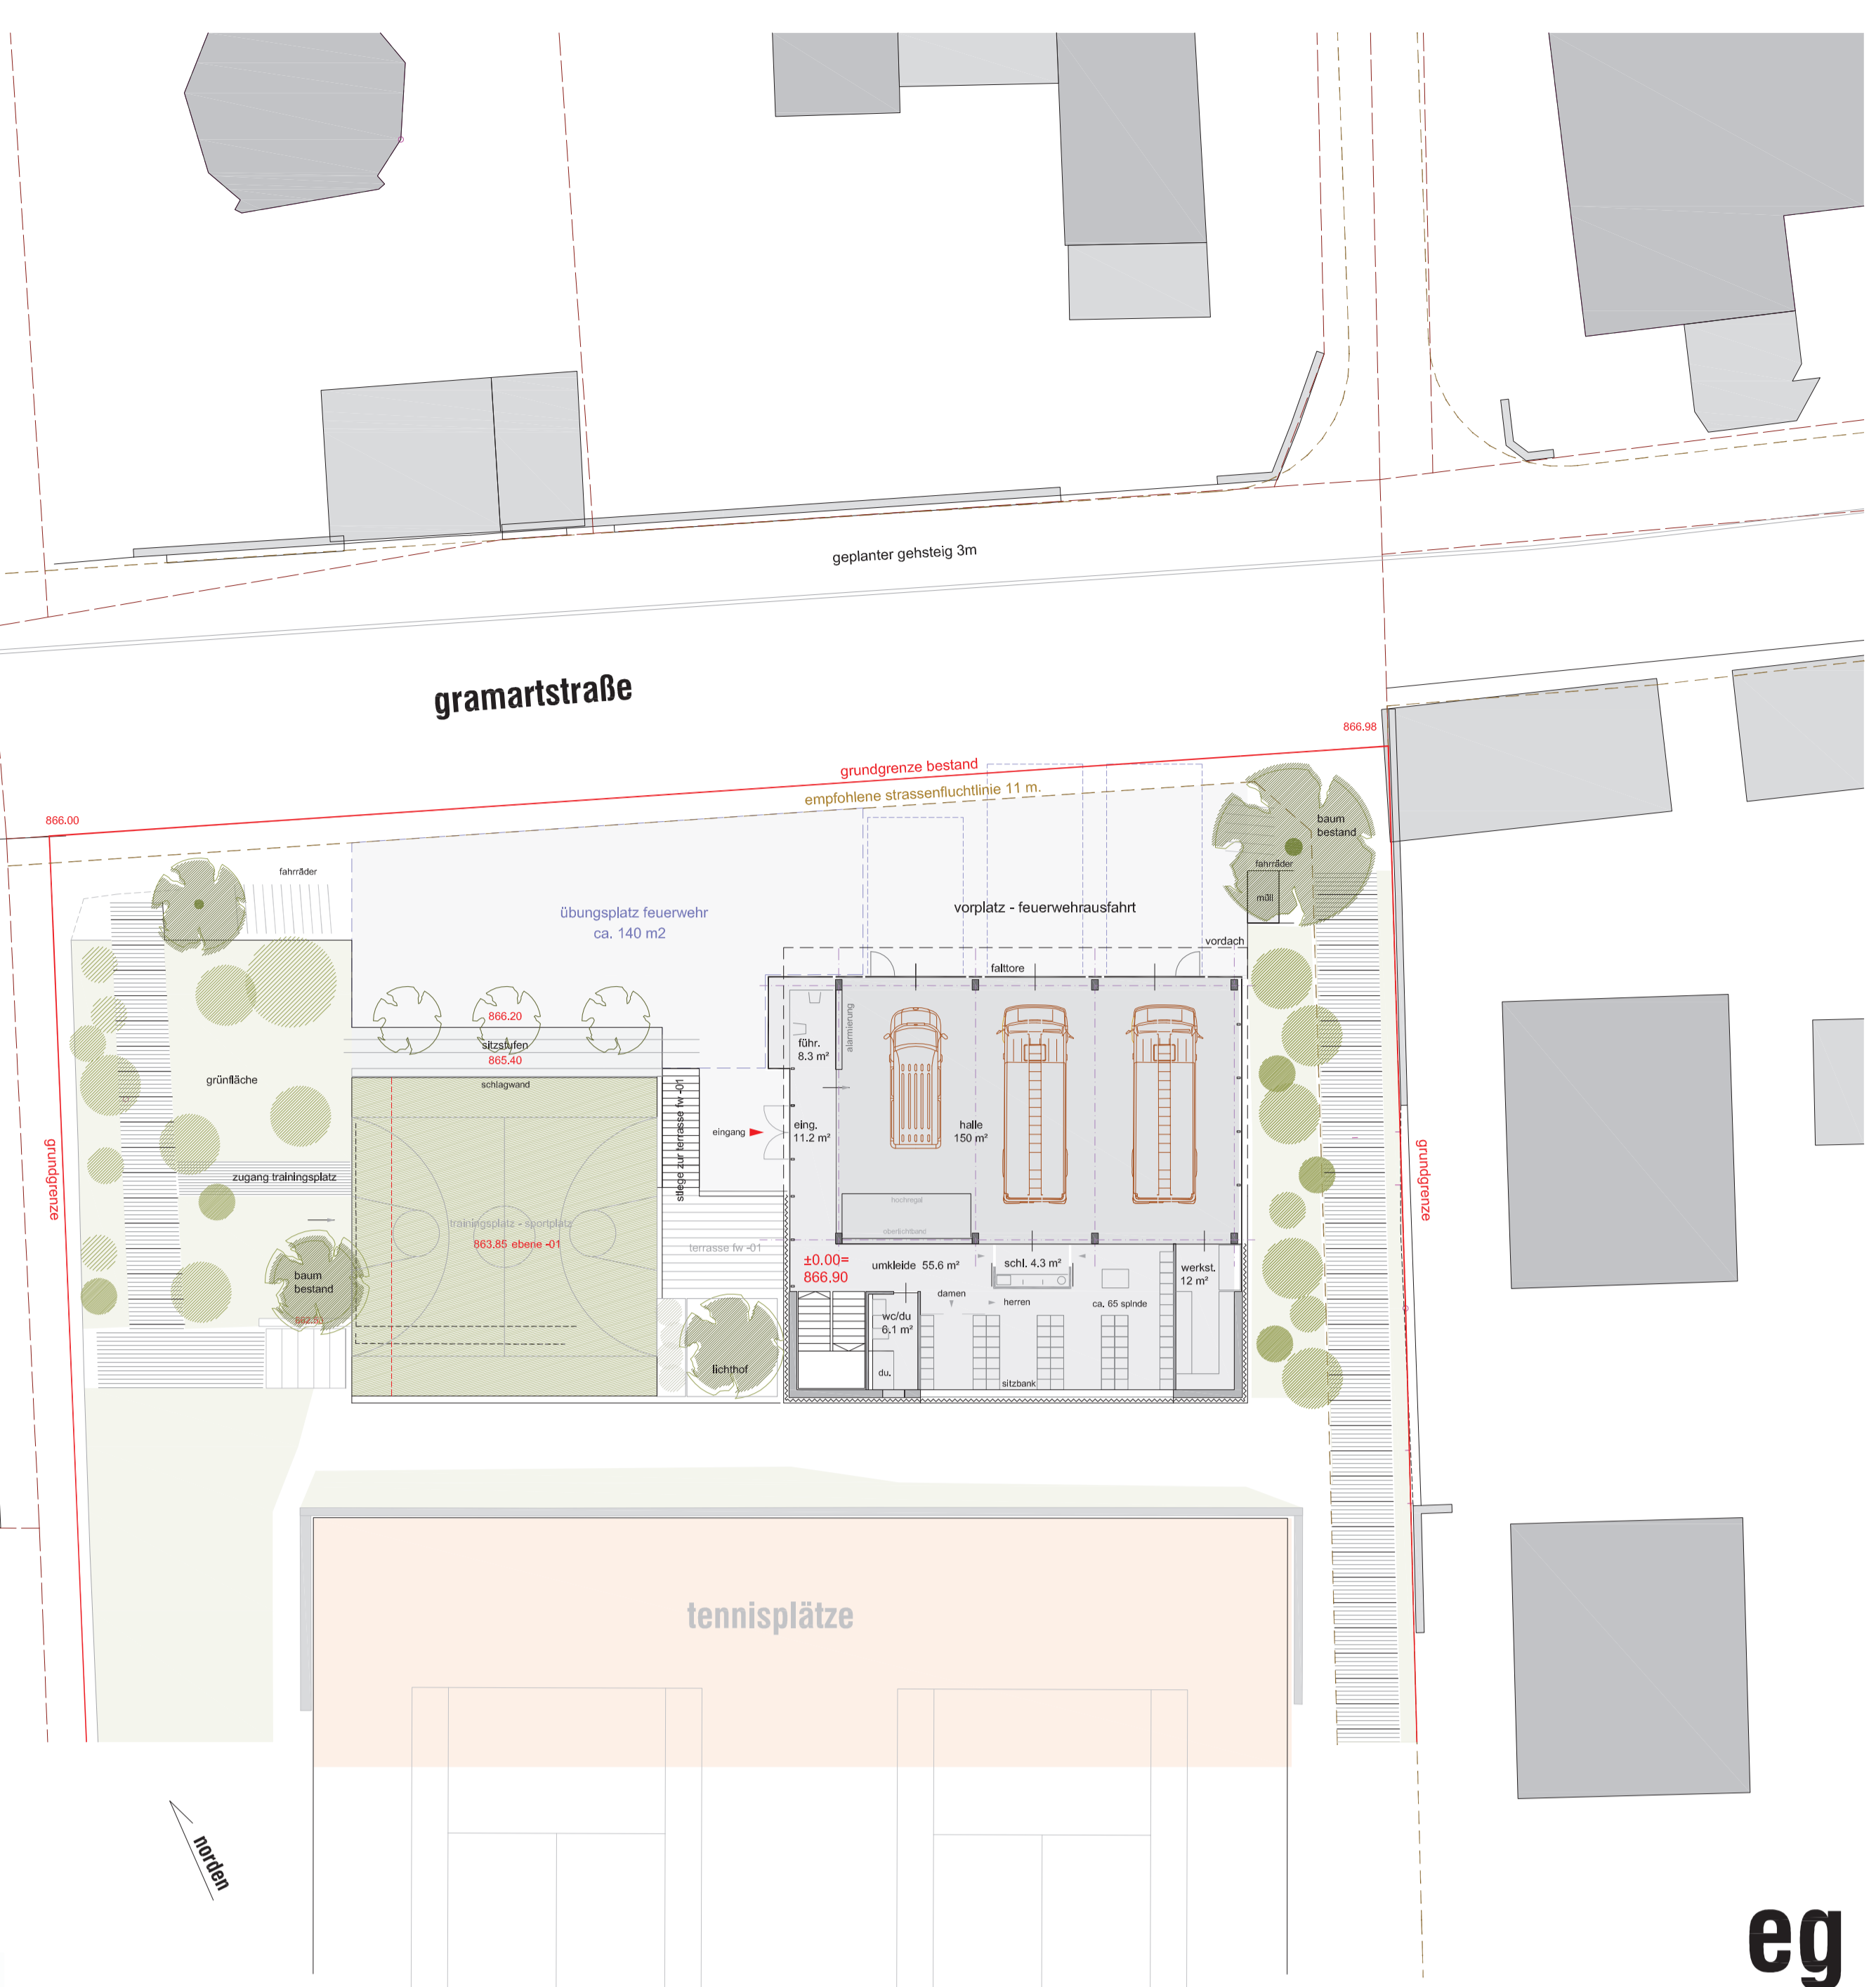 geplanter gehsteig 3m
gramartstraße
866.98
grundgrenze bestand
empfohlene strassenfluchtlinie 11 m.
866.00
baum
bestand
fahrräder
fahrräder
müll
übungsplatz feuerwehr
ca. 140 m2
vorplatz - feuerwehrausfahrt
vordach
falttore
866.20
sitzstufen
865.40
schlagwand
alarmierung
führ.
8.3 m²
grünfläche
stiege zur terrasse fw -01
eingang
eing.
11.2 m²
halle
150 m²
grundgrenze
grundgrenze
zugang trainingsplatz
hochregal
oberlichtband
trainingsplatz - sportplatz
863.85 ebene -01
terrasse fw -01
±0.00=
866.90
umkleide 55.6 m²
schl. 4.3 m²
werkst.
12 m²
baum
bestand
damen
herren
ca. 65 spinde
wc/du
6.1 m²
lichthof
du.
sitzbank
tennisplätze
norden
eg